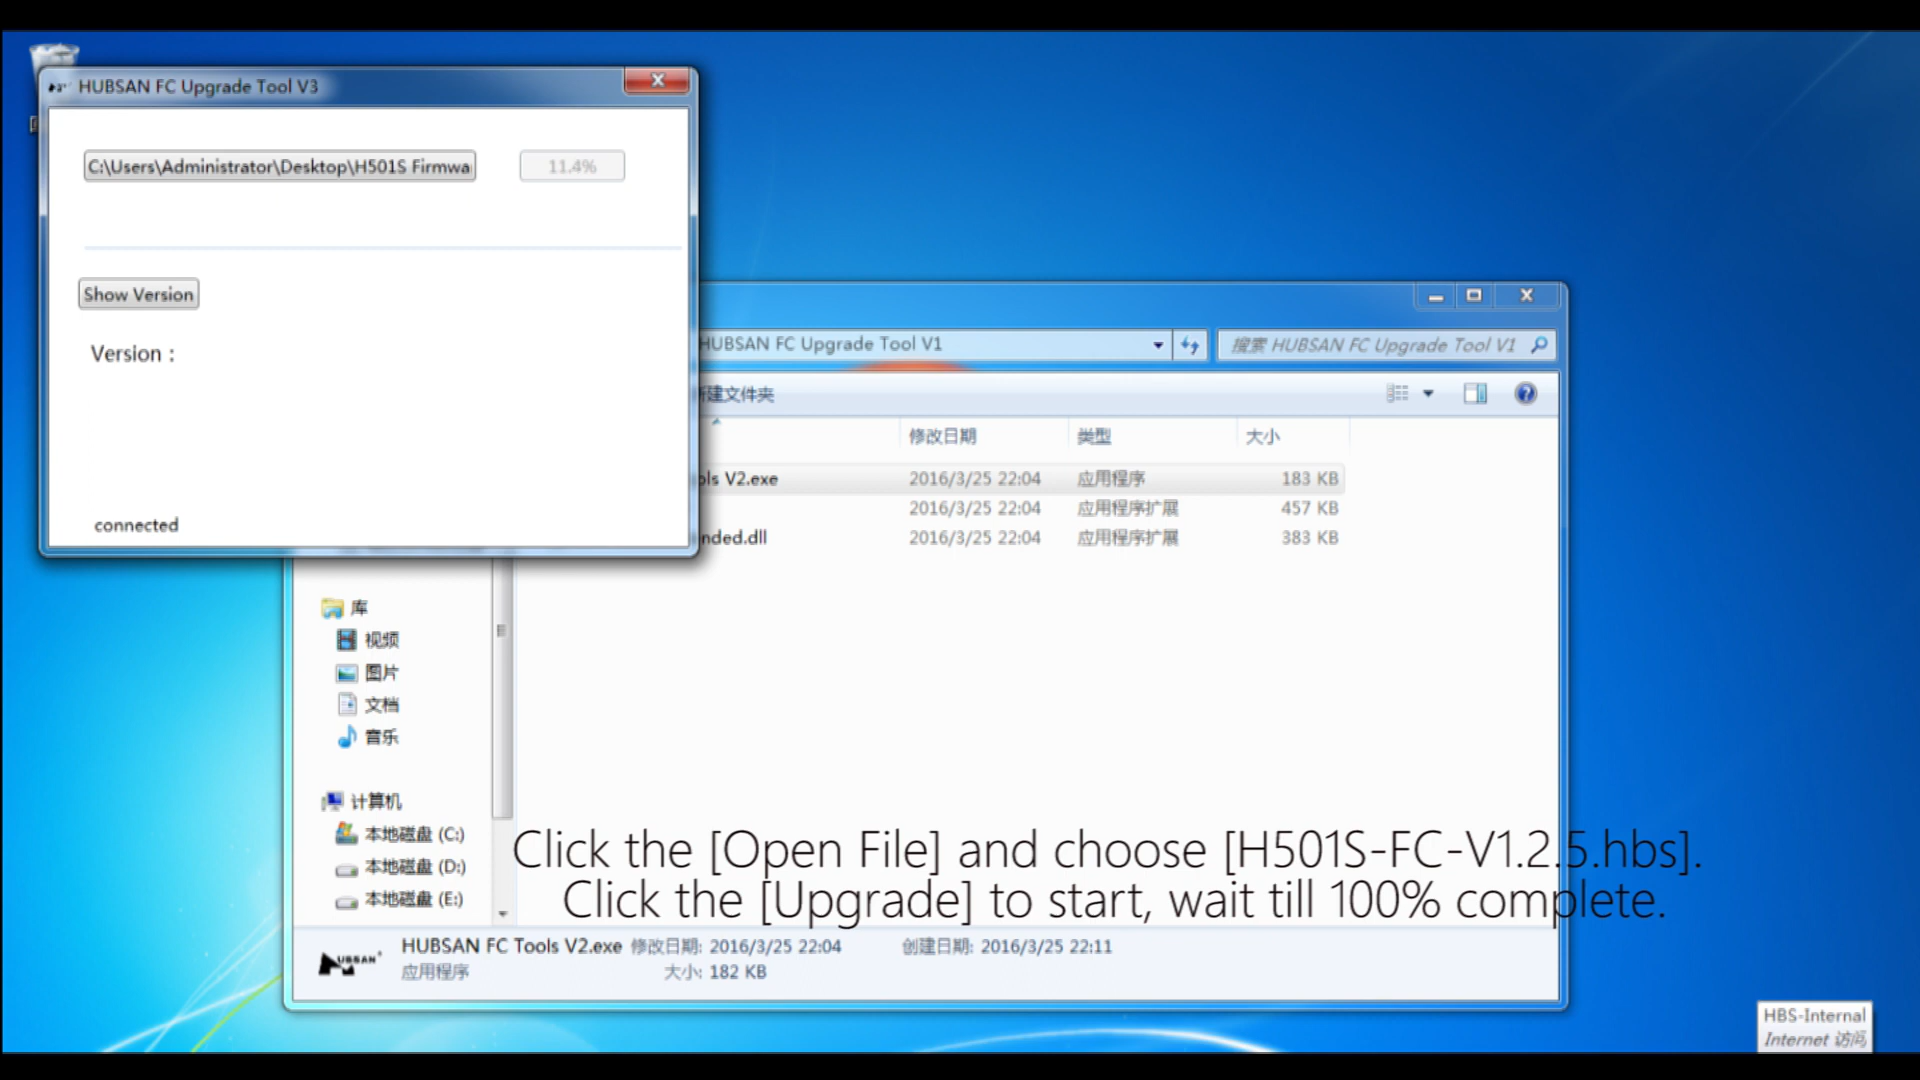 HUBSAN FC Upgrade Tool V3
C:\Users\Administrator\Desktop\H501S Firmwa
11.4%
Show Version
Version :
connected
HUBSAN FC Upgrade Tool V1
搜索 HUBSAN FC Upgrade Tool V1
新建文件夹
修改日期 类型 大小
ols V2.exe 2016/3/25 22:04 应用程序 183 KB
2016/3/25 22:04 应用程序扩展 457 KB
nded.dll 2016/3/25 22:04 应用程序扩展 383 KB
库
视频
图片
文档
音乐
计算机
本地磁盘 (C:)
本地磁盘 (D:)
本地磁盘 (E:)
Click the [Open File] and choose [H501S-FC-V1.2.5.hbs].
Click the [Upgrade] to start, wait till 100% complete.
HUBSAN FC Tools V2.exe 修改日期: 2016/3/25 22:04 创建日期: 2016/3/25 22:11
应用程序 大小: 182 KB
HUBSAN
HBS-Internal
Internet 访问